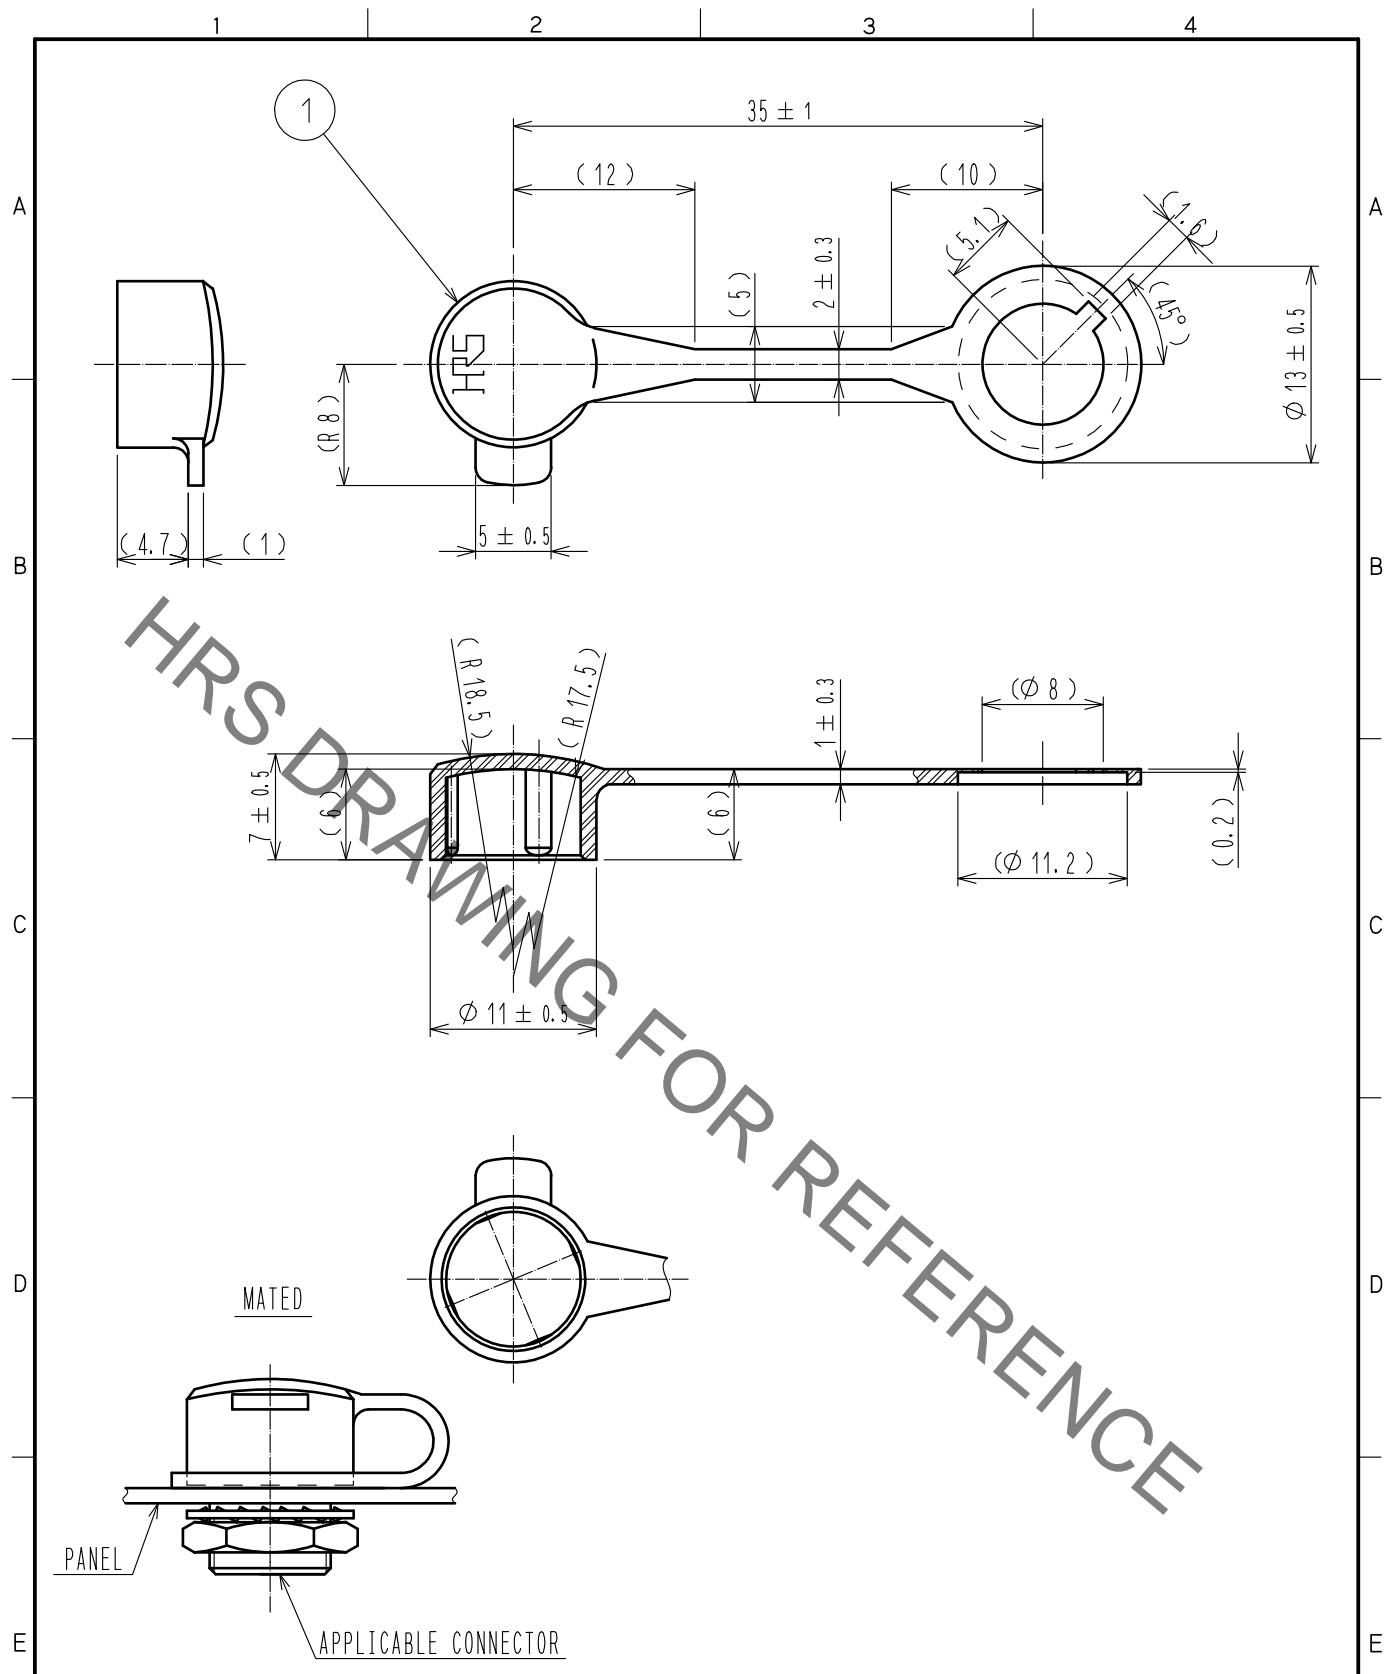 1 2 3 4
1
35 ± 1
( 12 ) ( 10 )
A A
( 1.6 )
( 5.1 )
( 5 )
2 ± 0.3
( 45° )
HRS
Ø 13 ± 0.5
( R 8 )
( 4.7 ) ( 1 )
5 ± 0.5
B B
( R 18.5 )
( R 17.5 )
1 ± 0.3
( Ø 8 )
7 ± 0.5
( 6 )
( 6 )
( 0.2 )
( Ø 11.2 )
C C
Ø 11 ± 0.5
HRS DRAWING FOR REFERENCE
D D
MATED
PANEL
APPLICABLE CONNECTOR
E E